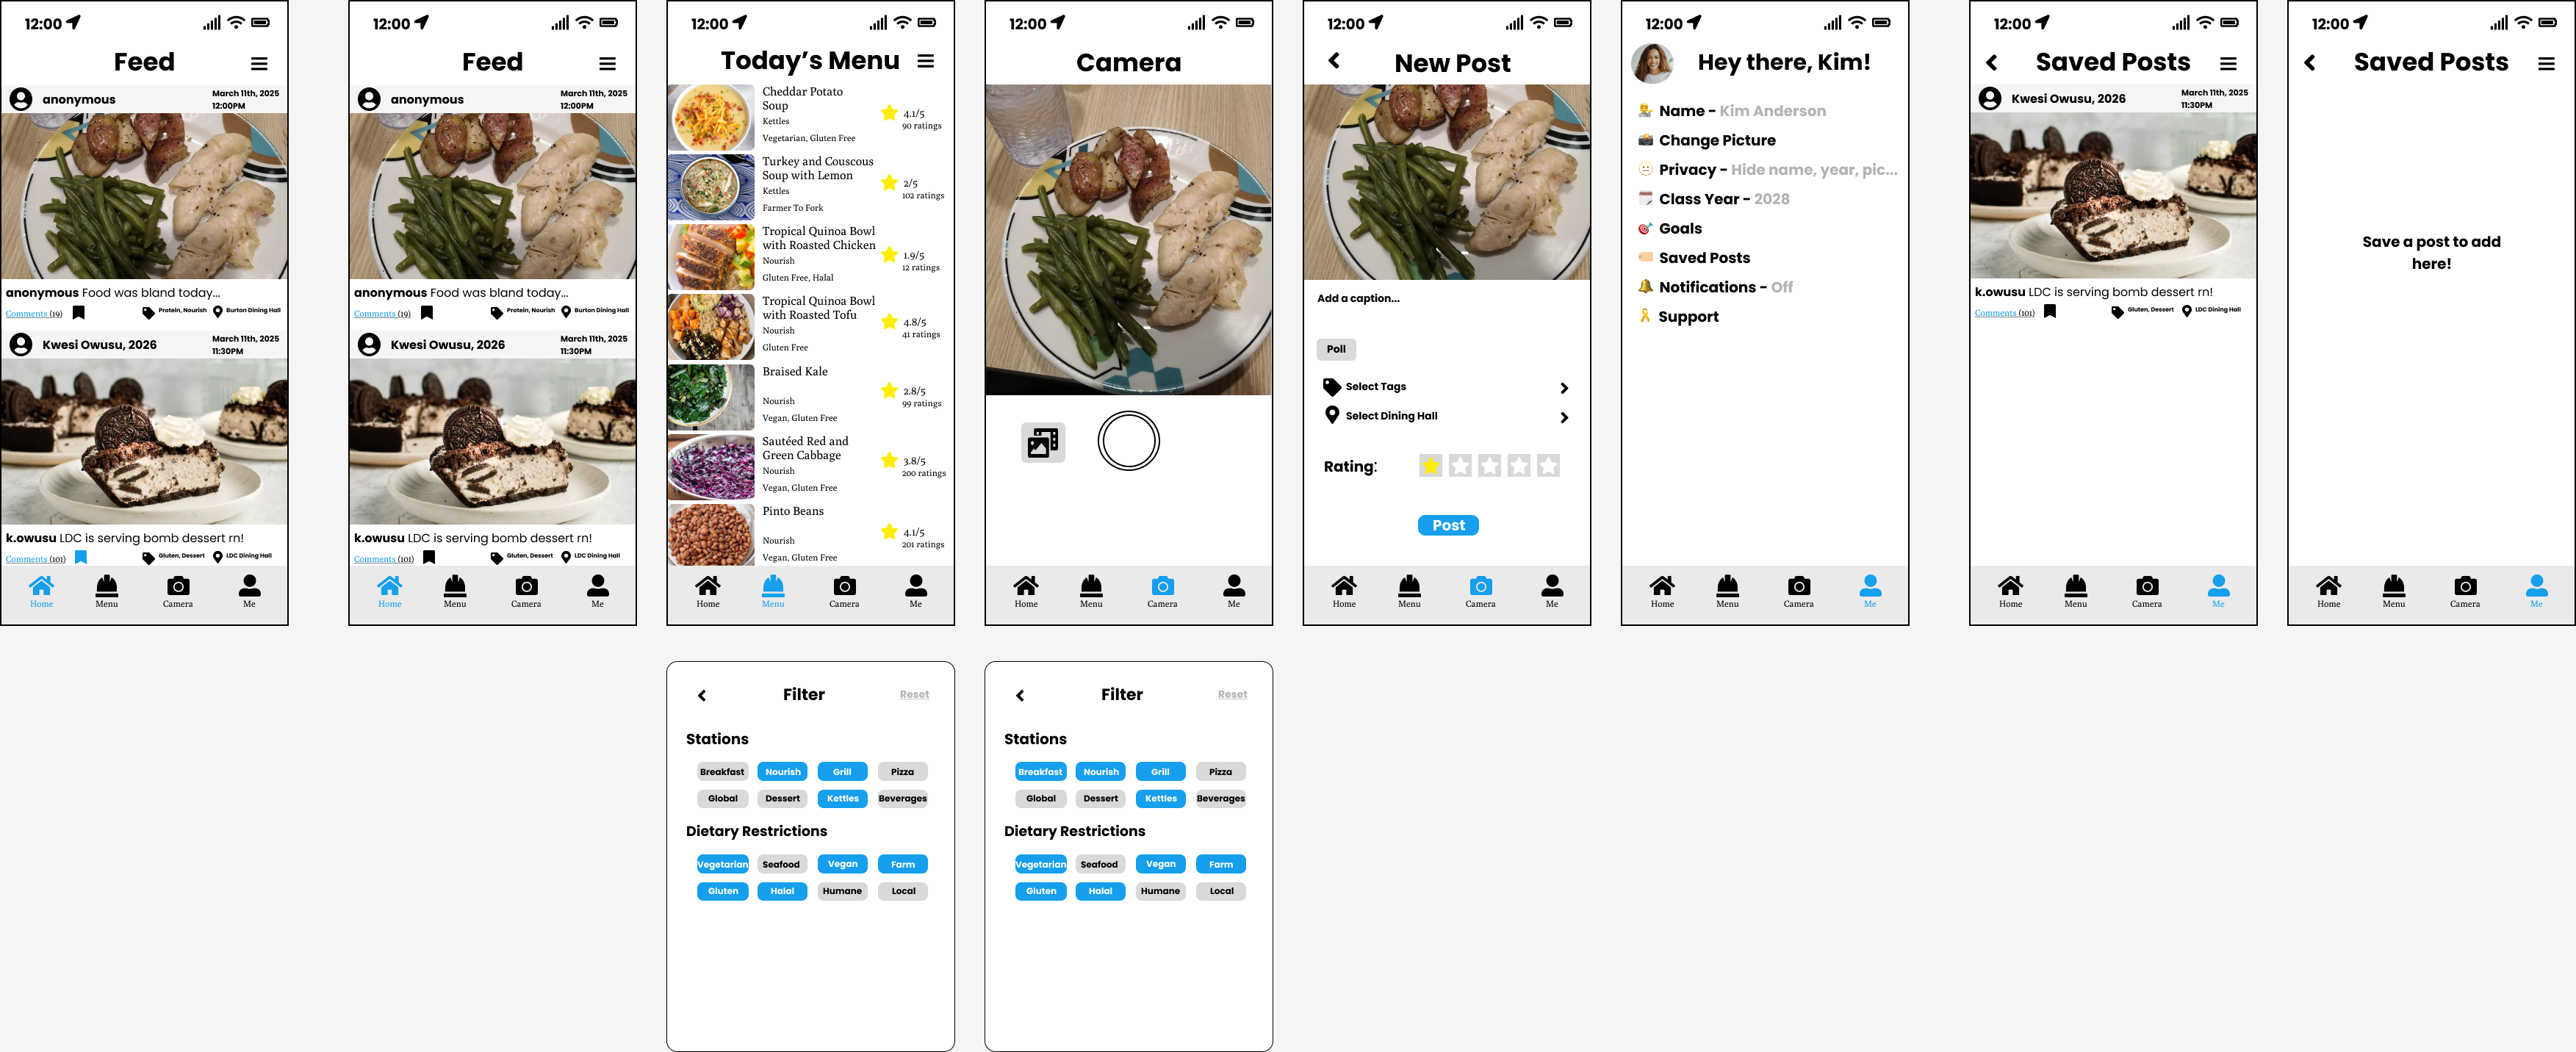 12:00
Feed
anonymous
March 11th, 2025
12:00PM
anonymous Food was bland today...
Comments (19)
Protein, Nourish
Burton Dining Hall
Kwesi Owusu, 2026
March 11th, 2025
11:30PM
k.owusu LDC is serving bomb dessert rn!
Comments (101)
Gluten, Dessert
LDC Dining Hall
Home
Menu
Camera
Me
12:00
Feed
anonymous
March 11th, 2025
12:00PM
anonymous Food was bland today...
Comments (19)
Protein, Nourish
Burton Dining Hall
Kwesi Owusu, 2026
March 11th, 2025
11:30PM
k.owusu LDC is serving bomb dessert rn!
Comments (101)
Gluten, Dessert
LDC Dining Hall
Home
Menu
Camera
Me
12:00
Today's Menu
Cheddar Potato
Soup
Kettles
Vegetarian, Gluten Free
4.1/5
90 ratings
Turkey and Couscous
Soup with Lemon
Kettles
Farmer To Fork
2/5
102 ratings
Tropical Quinoa Bowl
with Roasted Chicken
Nourish
Gluten Free, Halal
1.9/5
12 ratings
Tropical Quinoa Bowl
with Roasted Tofu
Nourish
Gluten Free
4.8/5
41 ratings
Braised Kale
Nourish
Vegan, Gluten Free
2.8/5
99 ratings
Sautéed Red and
Green Cabbage
Nourish
Vegan, Gluten Free
3.8/5
200 ratings
Pinto Beans
Nourish
Vegan, Gluten Free
4.1/5
201 ratings
Home
Menu
Camera
Me
12:00
Camera
Home
Menu
Camera
Me
12:00
New Post
Add a caption...
Poll
Select Tags
Select Dining Hall
Rating:
Post
Home
Menu
Camera
Me
12:00
Hey there, Kim!
Name - Kim Anderson
Change Picture
Privacy - Hide name, year, pic...
Class Year - 2028
Goals
Saved Posts
Notifications - Off
Support
Home
Menu
Camera
Me
12:00
Saved Posts
Kwesi Owusu, 2026
March 11th, 2025
11:30PM
k.owusu LDC is serving bomb dessert rn!
Comments (101)
Gluten, Dessert
LDC Dining Hall
Home
Menu
Camera
Me
12:00
Saved Posts
Save a post to add
here!
Home
Menu
Camera
Me
Filter
Reset
Stations
Breakfast
Nourish
Grill
Pizza
Global
Dessert
Kettles
Beverages
Dietary Restrictions
Vegetarian
Seafood
Vegan
Farm
Gluten
Halal
Humane
Local
Filter
Reset
Stations
Breakfast
Nourish
Grill
Pizza
Global
Dessert
Kettles
Beverages
Dietary Restrictions
Vegetarian
Seafood
Vegan
Farm
Gluten
Halal
Humane
Local